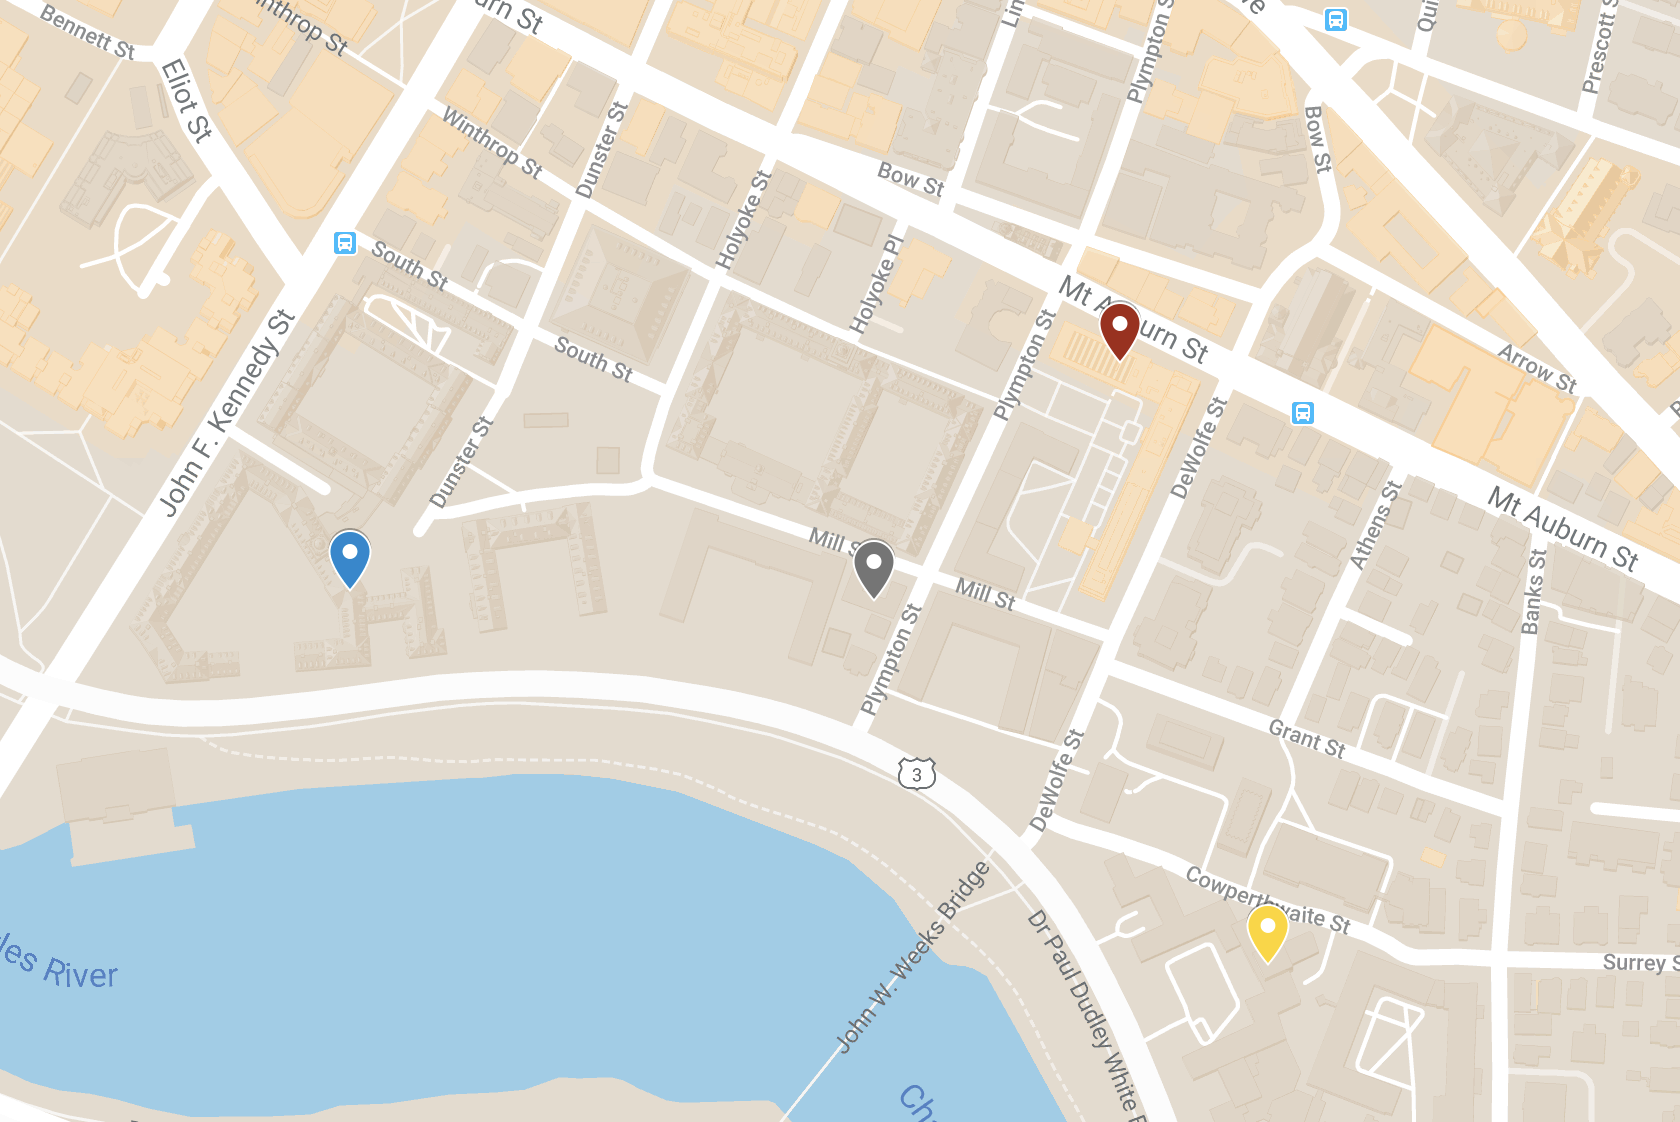 Bennett St
Winthrop St
Eliot St
Winthrop St
Dunster St
Plympton St
Prescott S
Bow St
Bow St
Holyoke St
Holyoke Pl
South St
South St
John F. Kennedy St
Mt Auburn St
Plympton St
Arrow St
DeWolfe St
Dunster St
Athens St
Mt Auburn St
Mill St
Mill St
Banks St
Plympton St
Grant St
DeWolfe St
3
Cowperthwaite St
John W. Weeks Bridge
Dr Paul Dudley White
Surrey S
les River
Ch